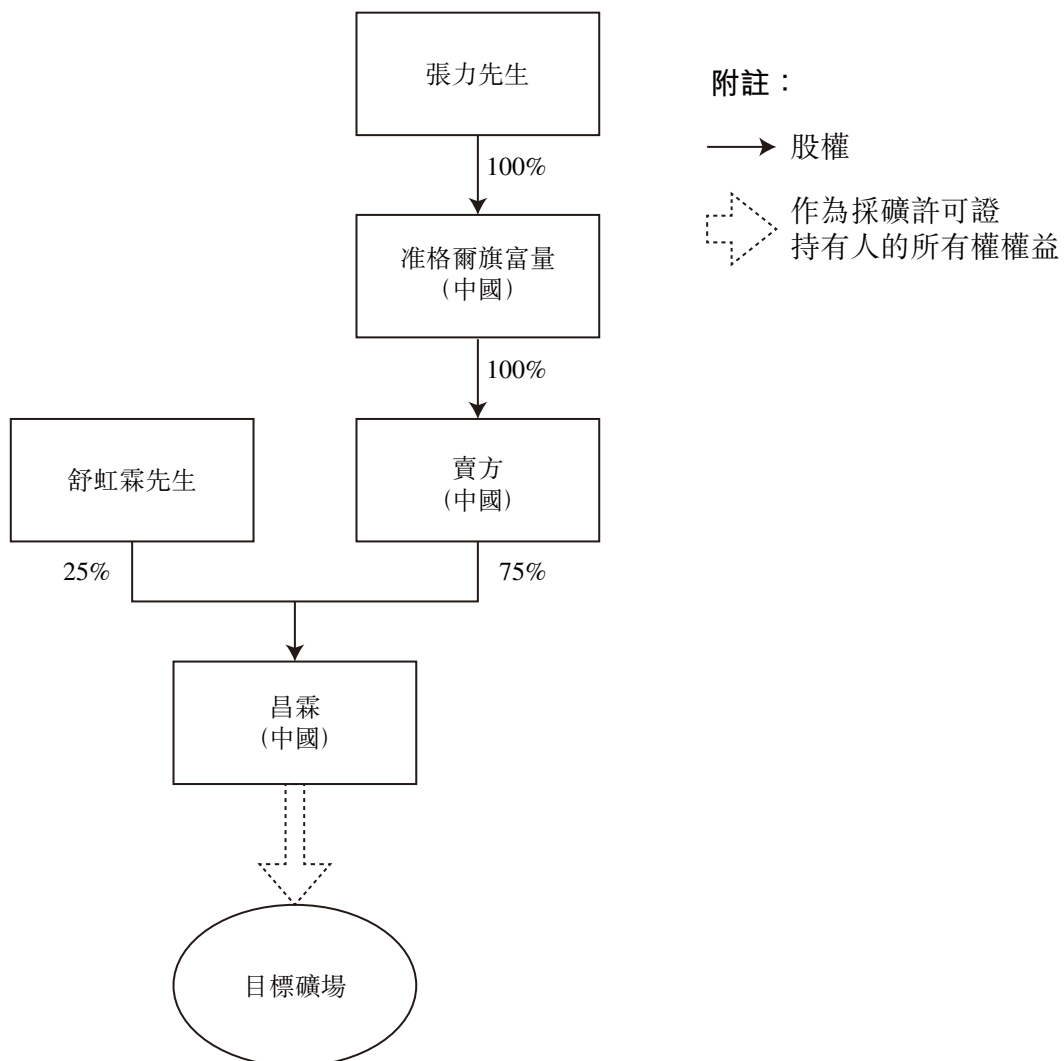 張力先生
附註：
股權
100%
作為採礦許可證
持有人的所有權權益
准格爾旗富量
(中國)
100%
舒虹霖先生
賣方
(中國)
25%
75%
昌霖
(中國)
目標礦場